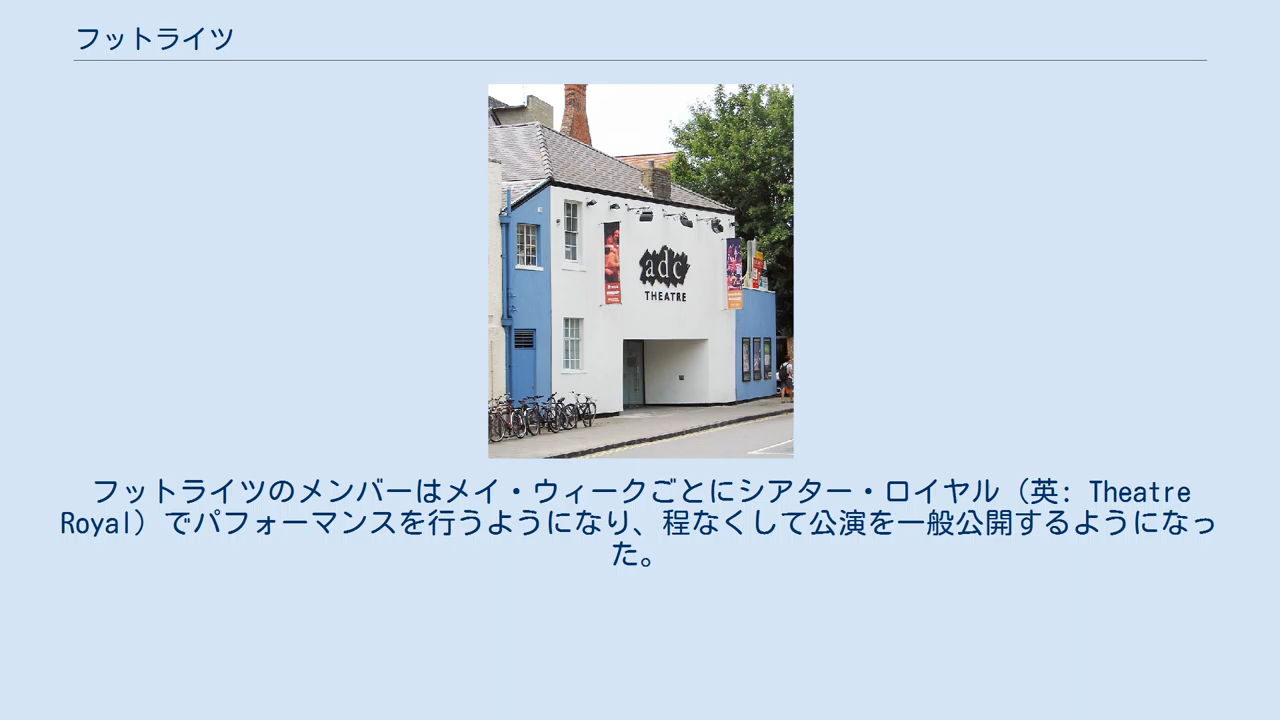 フットライツ
adc
THEATRE
フットライツのメンバーはメイ・ウィークごとにシアター・ロイヤル（英: Theatre
Royal）でパフォーマンスを行うようになり、程なくして公演を一般公開するようになっ
た。